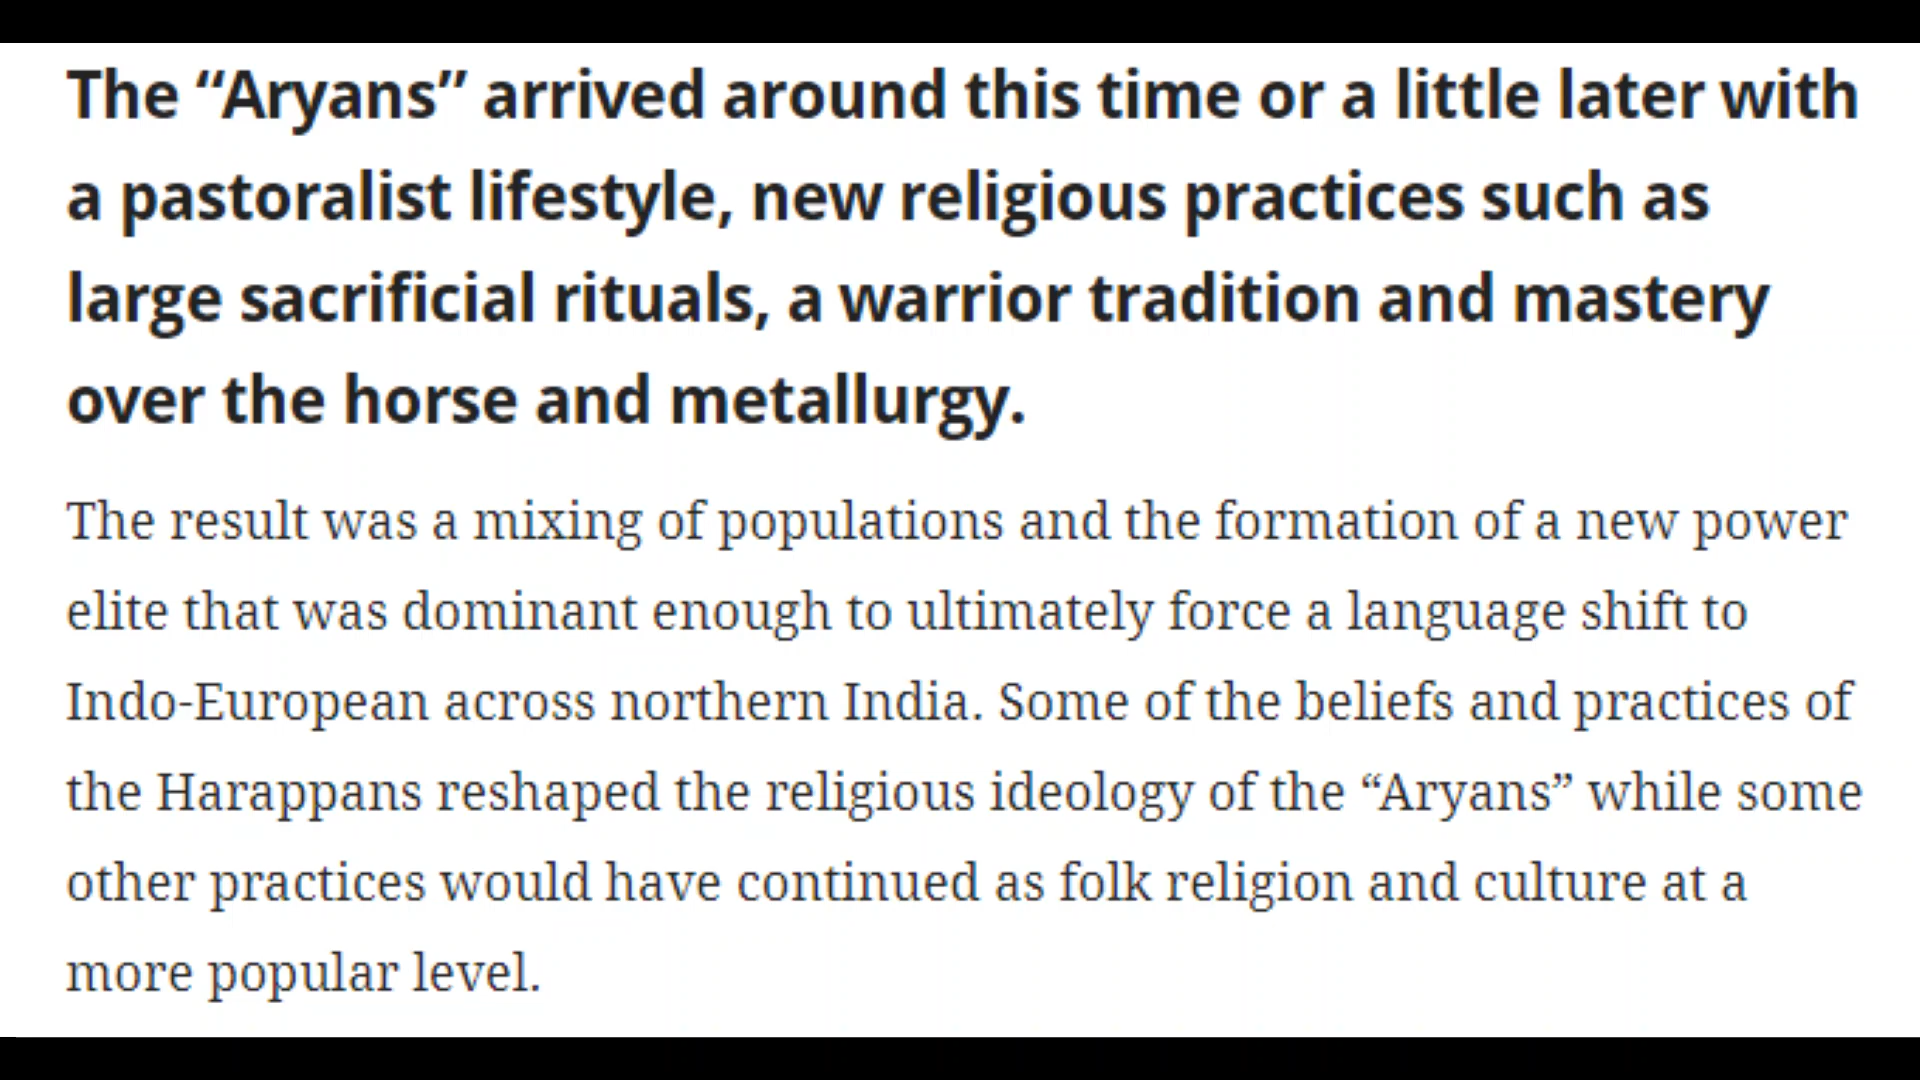 The “Aryans” arrived around this time or a little later with
a pastoralist lifestyle, new religious practices such as
large sacrificial rituals, a warrior tradition and mastery
over the horse and metallurgy.
The result was a mixing of populations and the formation of a new power
elite that was dominant enough to ultimately force a language shift to
Indo-European across northern India. Some of the beliefs and practices of
the Harappans reshaped the religious ideology of the “Aryans” while some
other practices would have continued as folk religion and culture at a
more popular level.